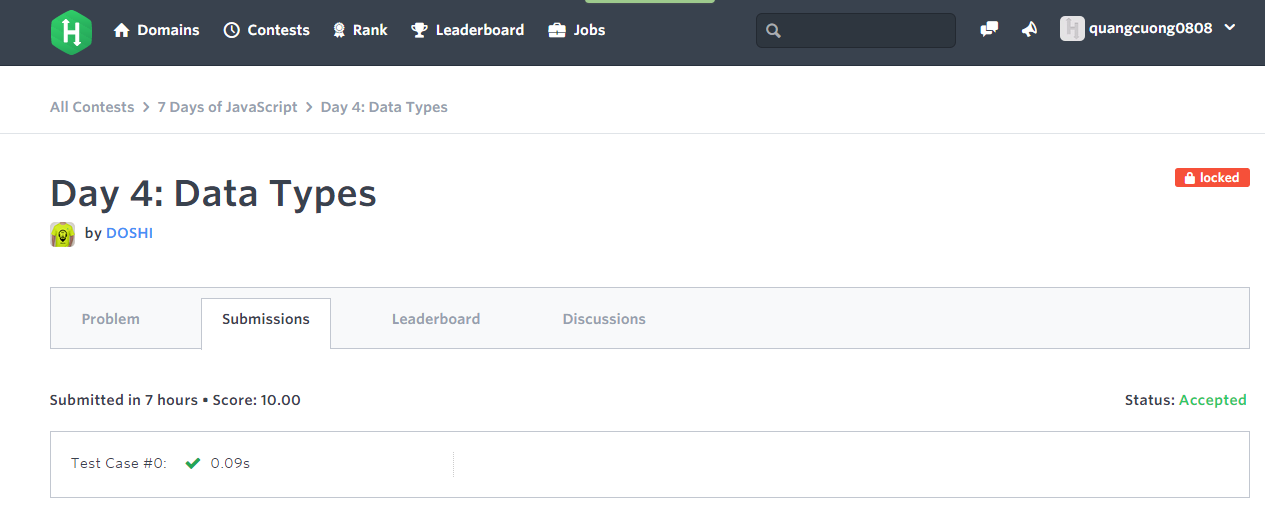 Domains Contests Rank Leaderboard Jobs quangcuong0808
All Contests > 7 Days of JavaScript > Day 4: Data Types
Day 4: Data Types
locked
by DOSHI
Problem Submissions Leaderboard Discussions
Submitted in 7 hours • Score: 10.00 Status: Accepted
Test Case #0: ✔ 0.09s